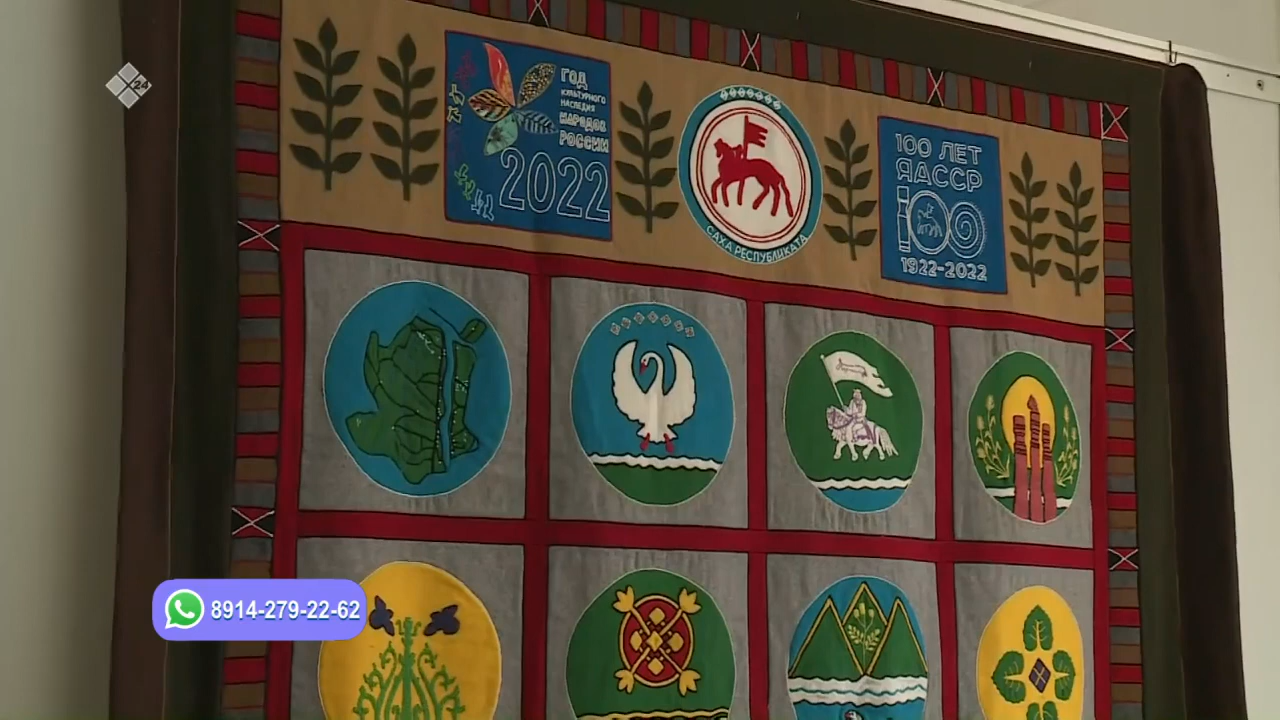 24
ГОД
КУЛЬТУРНОГО
НАСЛЕДИЯ
НАРОДОВ
РОССИИ
2022
САХА РЕСПУБЛИКАТА
100 ЛЕТ
ЯАССР
100
1922-2022
8914-279-22-62